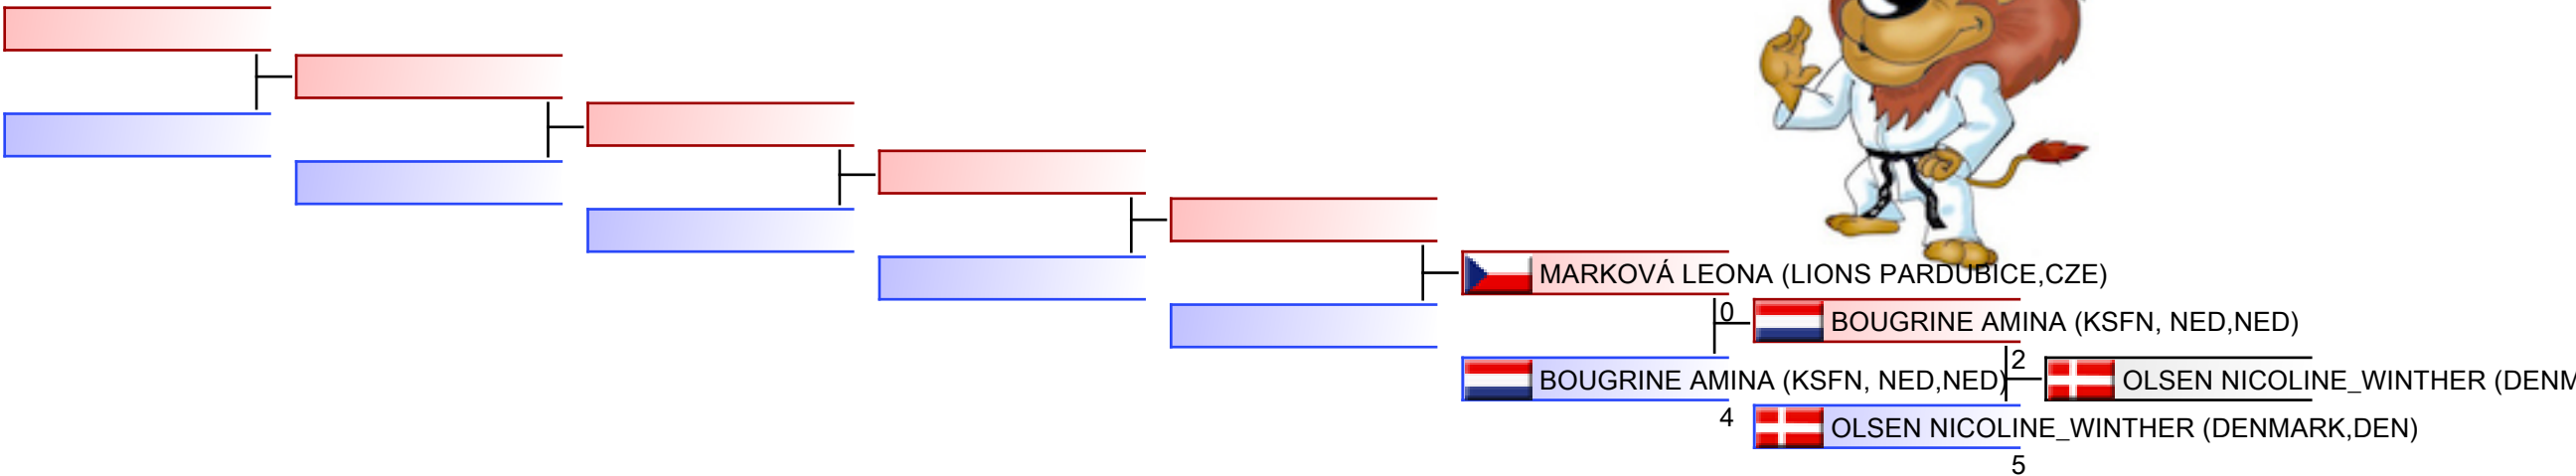 MARKOVÁ LEONA (LIONS PARDUBICE,CZE)
0
BOUGRINE AMINA (KSFN, NED,NED)
BOUGRINE AMINA (KSFN, NED,NED)
2
OLSEN NICOLINE_WINTHER (DENM
4
OLSEN NICOLINE_WINTHER (DENMARK,DEN)
5